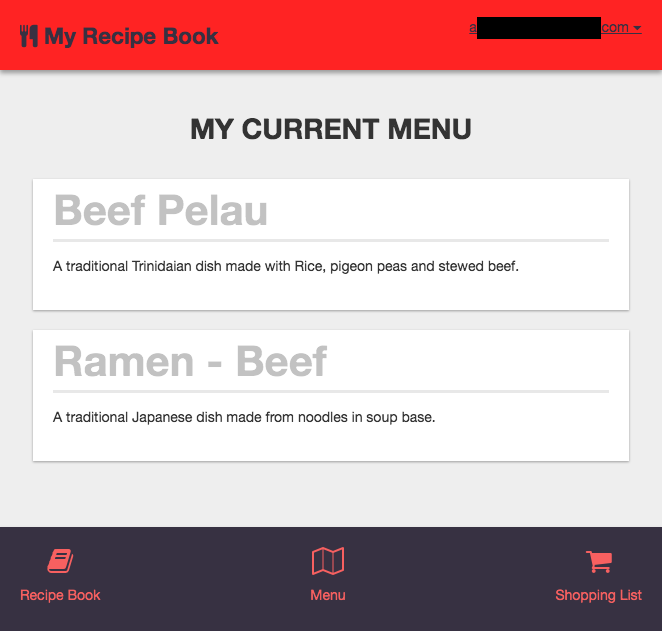 My Recipe Book
a com
MY CURRENT MENU
Beef Pelau
A traditional Trinidaian dish made with Rice, pigeon peas and stewed beef.
Ramen - Beef
A traditional Japanese dish made from noodles in soup base.
Recipe Book
Menu
Shopping List